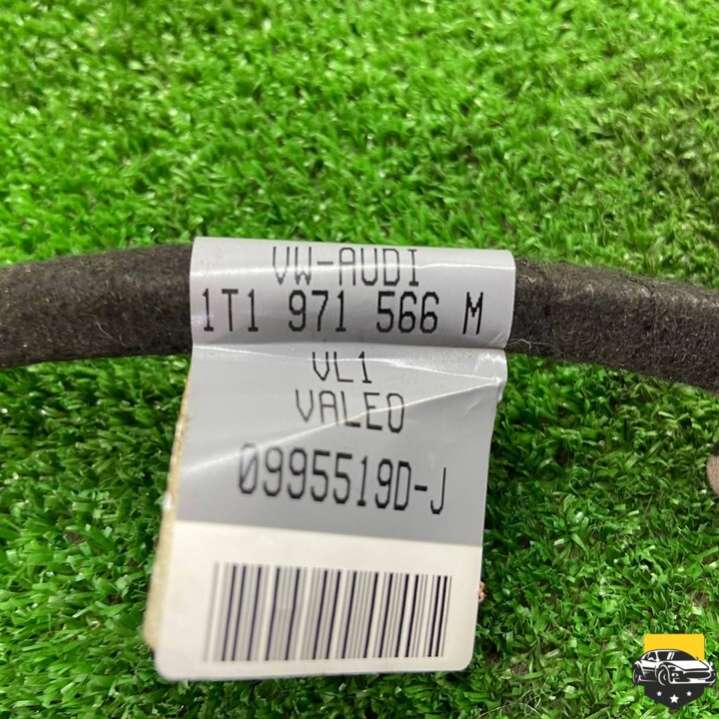 VW-AUDI
1T1 971 566 M
VL1
VALEO
0995519D-J